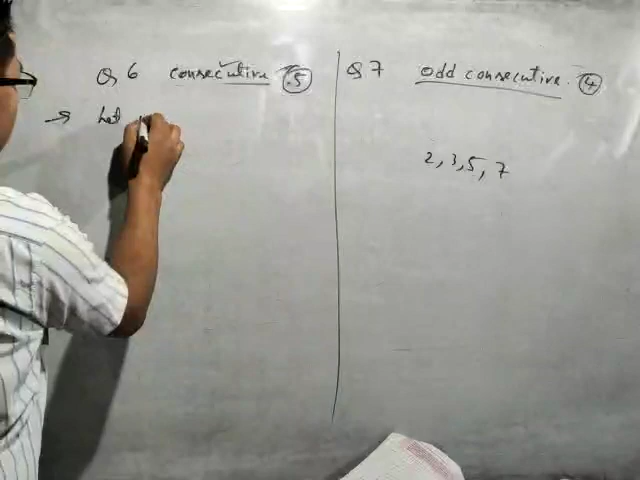 Q 6 consecutive 5
→ Let
Q 7 Odd consecutive. 4
2, 3, 5, 7